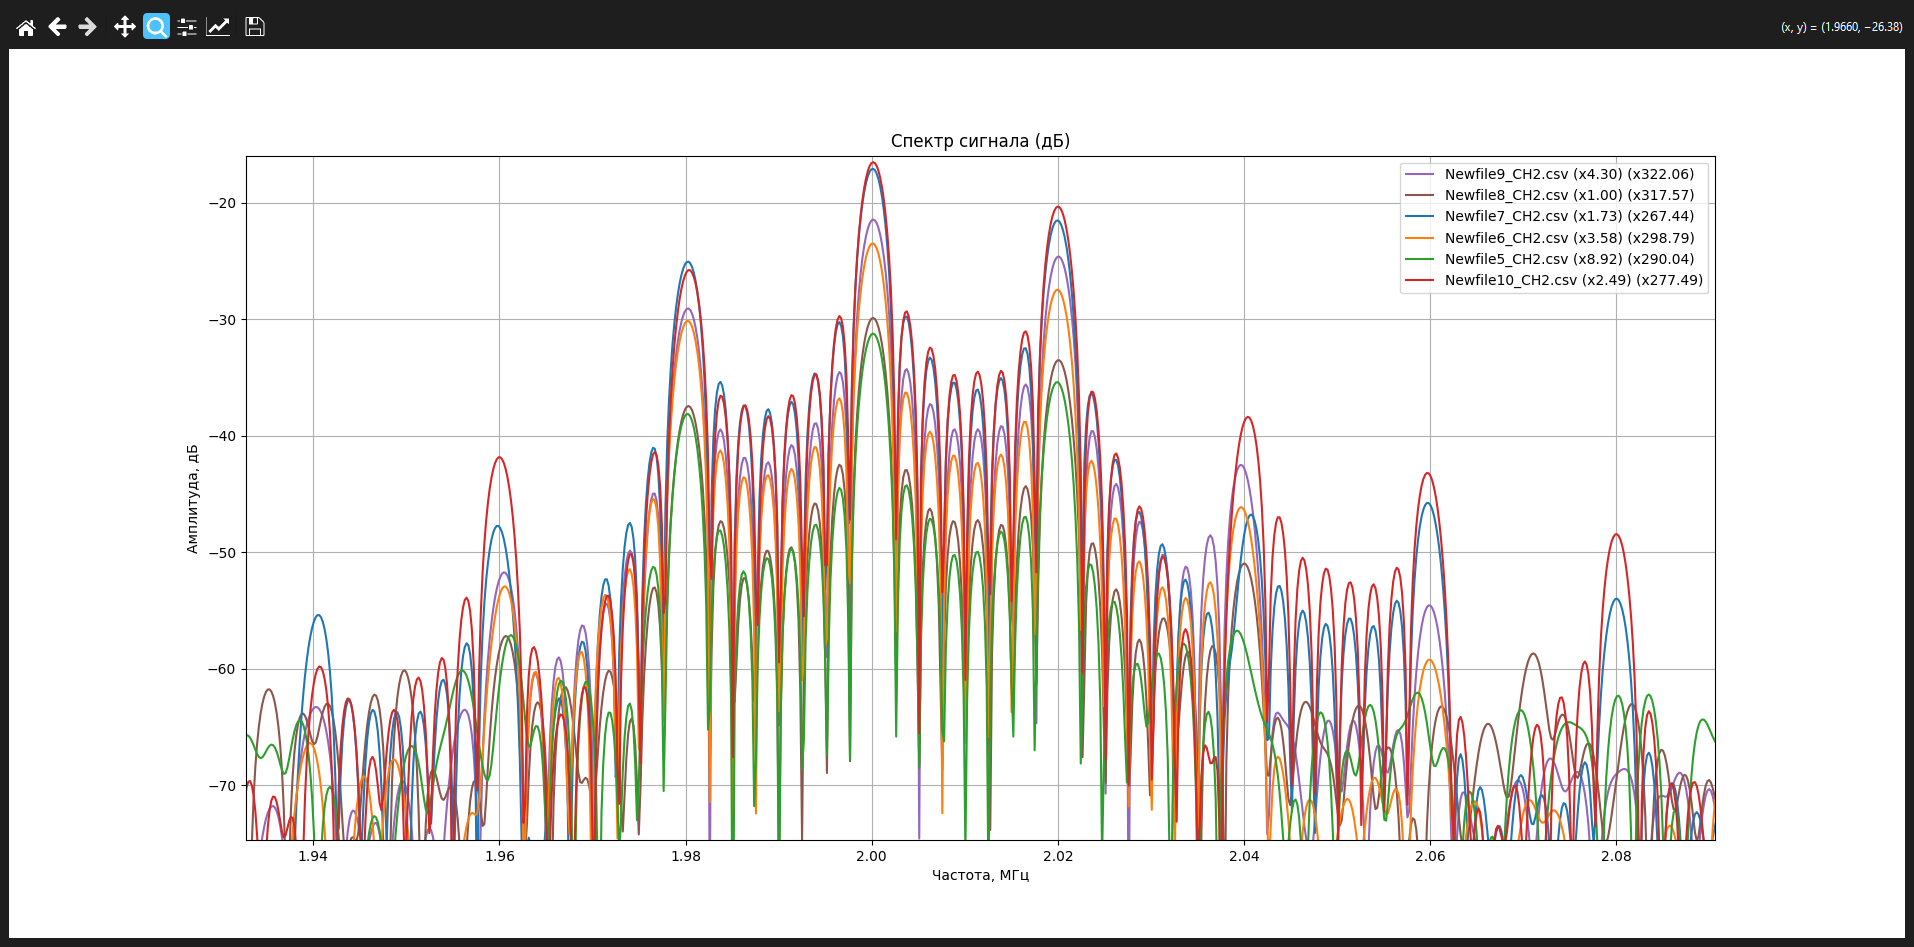 (x, y) = (1.9660, −26.38)
Спектр сигнала (дБ)
Newfile9_CH2.csv (x4.30) (x322.06)
Newfile8_CH2.csv (x1.00) (x317.57)
Newfile7_CH2.csv (x1.73) (x267.44)
Newfile6_CH2.csv (x3.58) (x298.79)
Newfile5_CH2.csv (x8.92) (x290.04)
Newfile10_CH2.csv (x2.49) (x277.49)
−20
−30
−40
−50
−60
−70
Амплитуда, дБ
1.94 1.96 1.98 2.00 2.02 2.04 2.06 2.08
Частота, МГц